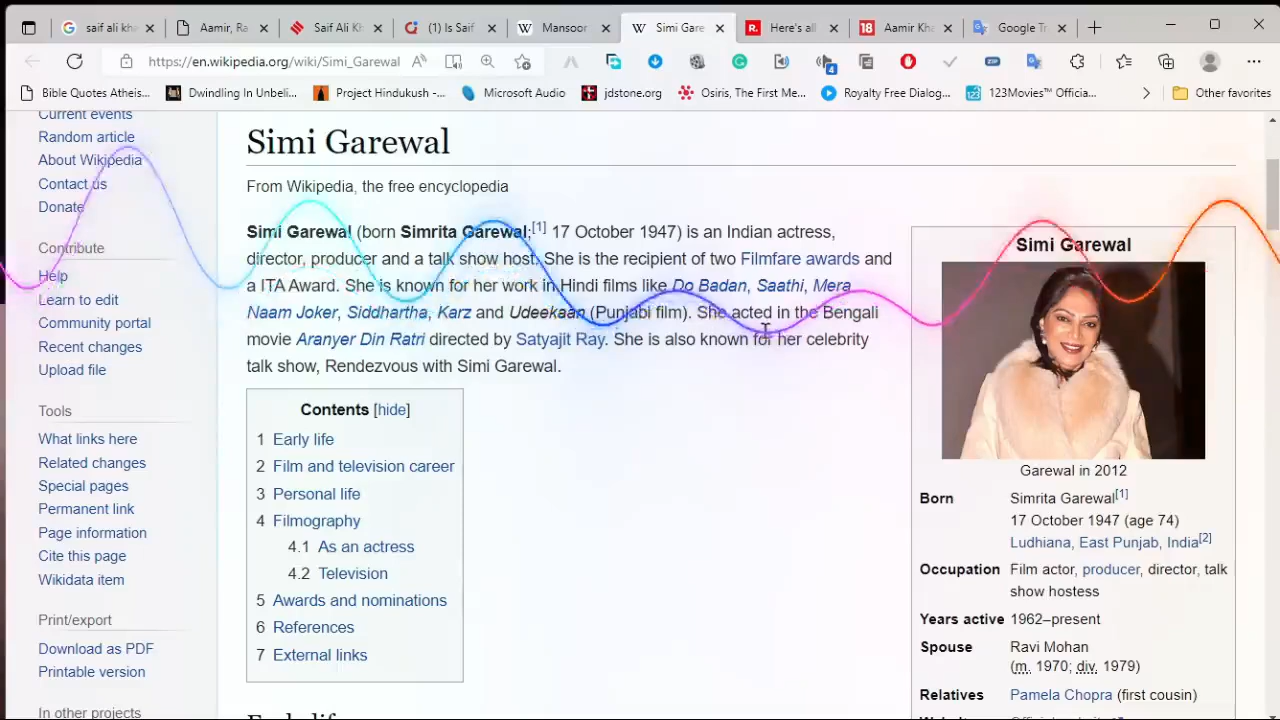 saif ali kha
Aamir, Ra
Saif Ali Kh
(1) Is Saif
Mansoor
Simi Gare
Here's all
Aamir Kha
Google Tr
https://en.wikipedia.org/wiki/Simi_Garewal
4
Bible Quotes Atheis...
Dwindling In Unbeli...
Project Hindukush -...
Microsoft Audio
jdstone.org
Osiris, The First Me...
Royalty Free Dialog...
123Movies™ Officia...
Other favorites
Current events
Random article
About Wikipedia
Contact us
Donate
Contribute
Help
Learn to edit
Community portal
Recent changes
Upload file
Tools
What links here
Related changes
Special pages
Permanent link
Page information
Cite this page
Wikidata item
Print/export
Download as PDF
Printable version
In other projects
Simi Garewal
From Wikipedia, the free encyclopedia
Simi Garewal (born Simrita Garewal;[1] 17 October 1947) is an Indian actress,
director, producer and a talk show host. She is the recipient of two Filmfare awards and
a ITA Award. She is known for her work in Hindi films like Do Badan, Saathi, Mera
Naam Joker, Siddhartha, Karz and Udeekaan (Punjabi film). She acted in the Bengali
movie Aranyer Din Ratri directed by Satyajit Ray. She is also known for her celebrity
talk show, Rendezvous with Simi Garewal.
Contents [hide]
1 Early life
2 Film and television career
3 Personal life
4 Filmography
4.1 As an actress
4.2 Television
5 Awards and nominations
6 References
7 External links
Early life
Simi Garewal
Garewal in 2012
Born Simrita Garewal[1]
17 October 1947 (age 74)
Ludhiana, East Punjab, India[2]
Occupation Film actor, producer, director, talk
show hostess
Years active 1962–present
Spouse Ravi Mohan
(m. 1970; div. 1979)
Relatives Pamela Chopra (first cousin)